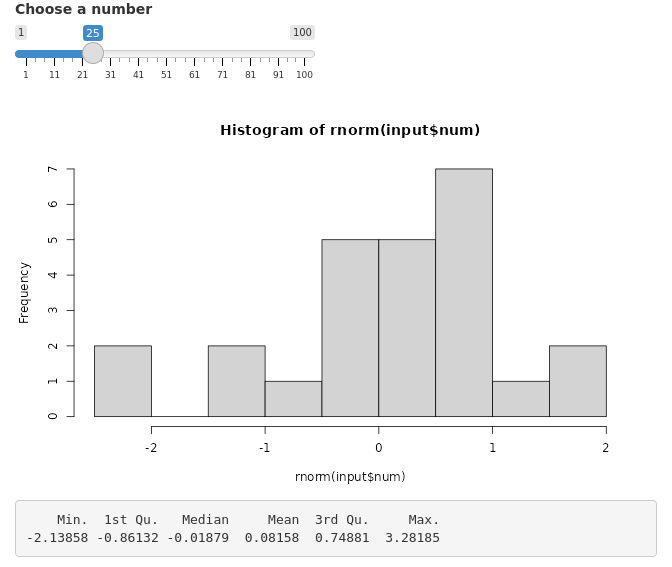 Choose a number
1 25 100
1 11 21 31 41 51 61 71 81 91 100
Histogram of rnorm(input$num)
7
6
5
4
3
2
1
0
Frequency
-2 -1 0 1 2
rnorm(input$num)
Min. 1st Qu. Median Mean 3rd Qu. Max.
-2.13858 -0.86132 -0.01879 0.08158 0.74881 3.28185